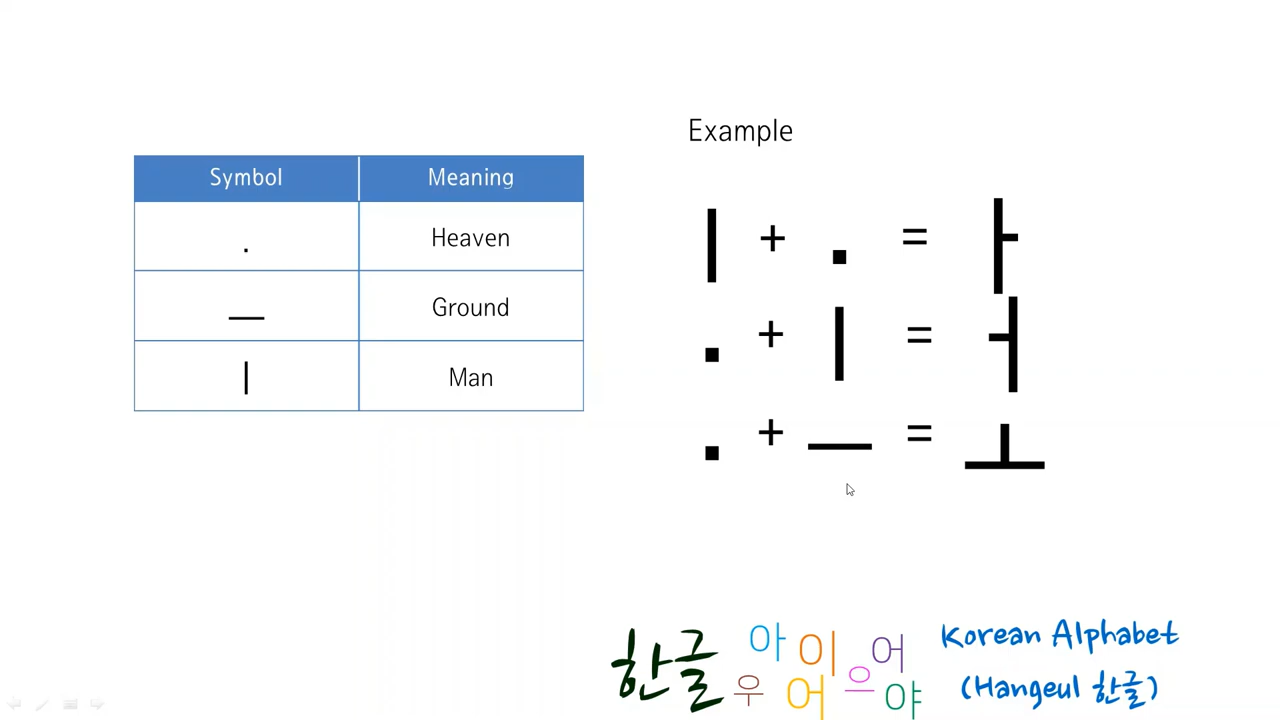 Symbol Meaning
. Heaven
ㅡ Ground
ㅣ Man
Example
ㅣ + . = ㅏ
. + ㅣ = ㅓ
. + ㅡ = ㅗ
한글 아 이 어
우 어 으 야
Korean Alphabet
(Hangeul 한글)